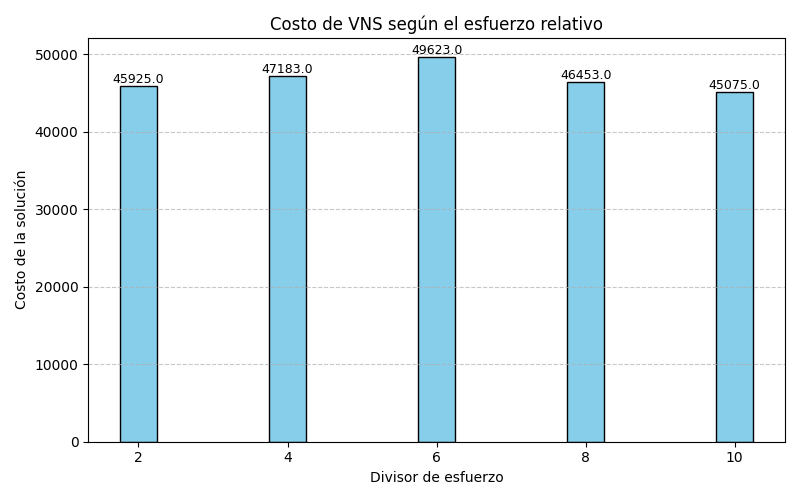 Costo de VNS según el esfuerzo relativo
Costo de la solución
50000
40000
30000
20000
10000
0
45925.0
47183.0
49623.0
46453.0
45075.0
2 4 6 8 10
Divisor de esfuerzo